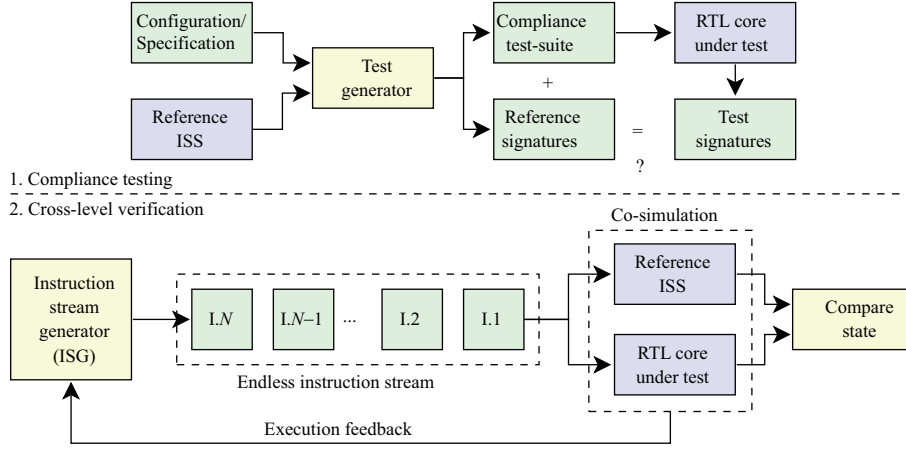 Configuration/
Specification
Reference
ISS
Test
generator
Compliance
test-suite
+
Reference
signatures
RTL core
under test
=
?
Test
signatures
1. Compliance testing
2. Cross-level verification
Co-simulation
Instruction
stream
generator
(ISG)
I.N
I.N−1
...
I.2
I.1
Endless instruction stream
Reference
ISS
RTL core
under test
Compare
state
Execution feedback